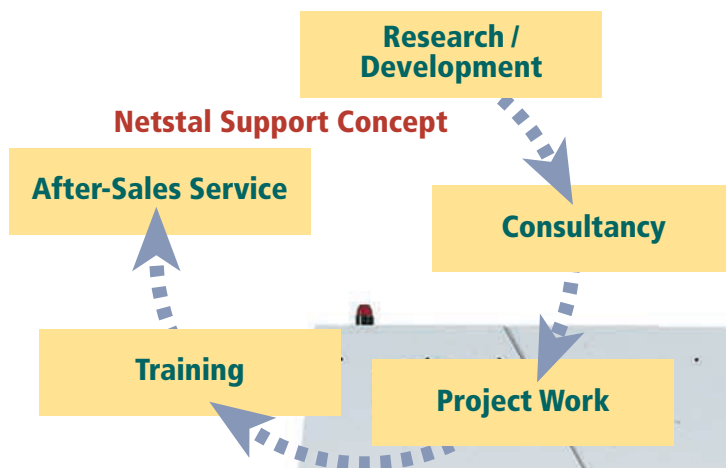 Research /
Development
Netstal Support Concept
After-Sales Service
Consultancy
Training
Project Work